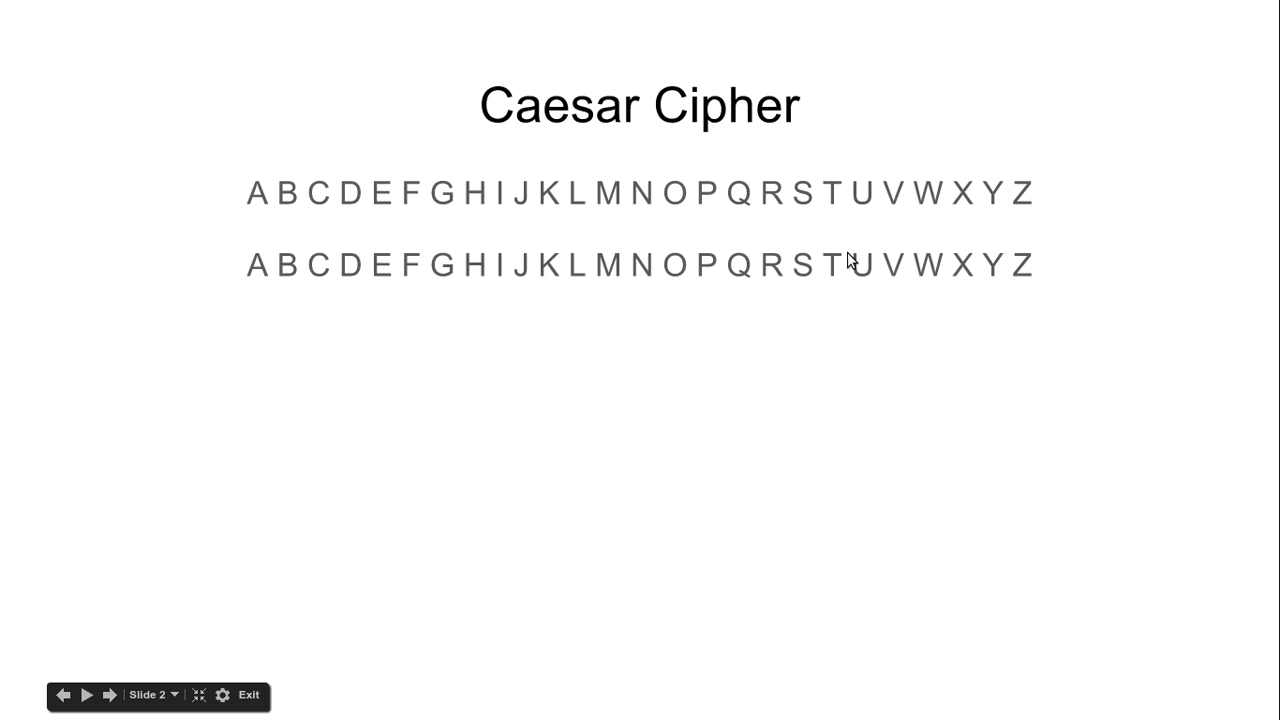 Caesar Cipher
A B C D E F G H I J K L M N O P Q R S T U V W X Y Z
A B C D E F G H I J K L M N O P Q R S T U V W X Y Z
Slide 2 Exit